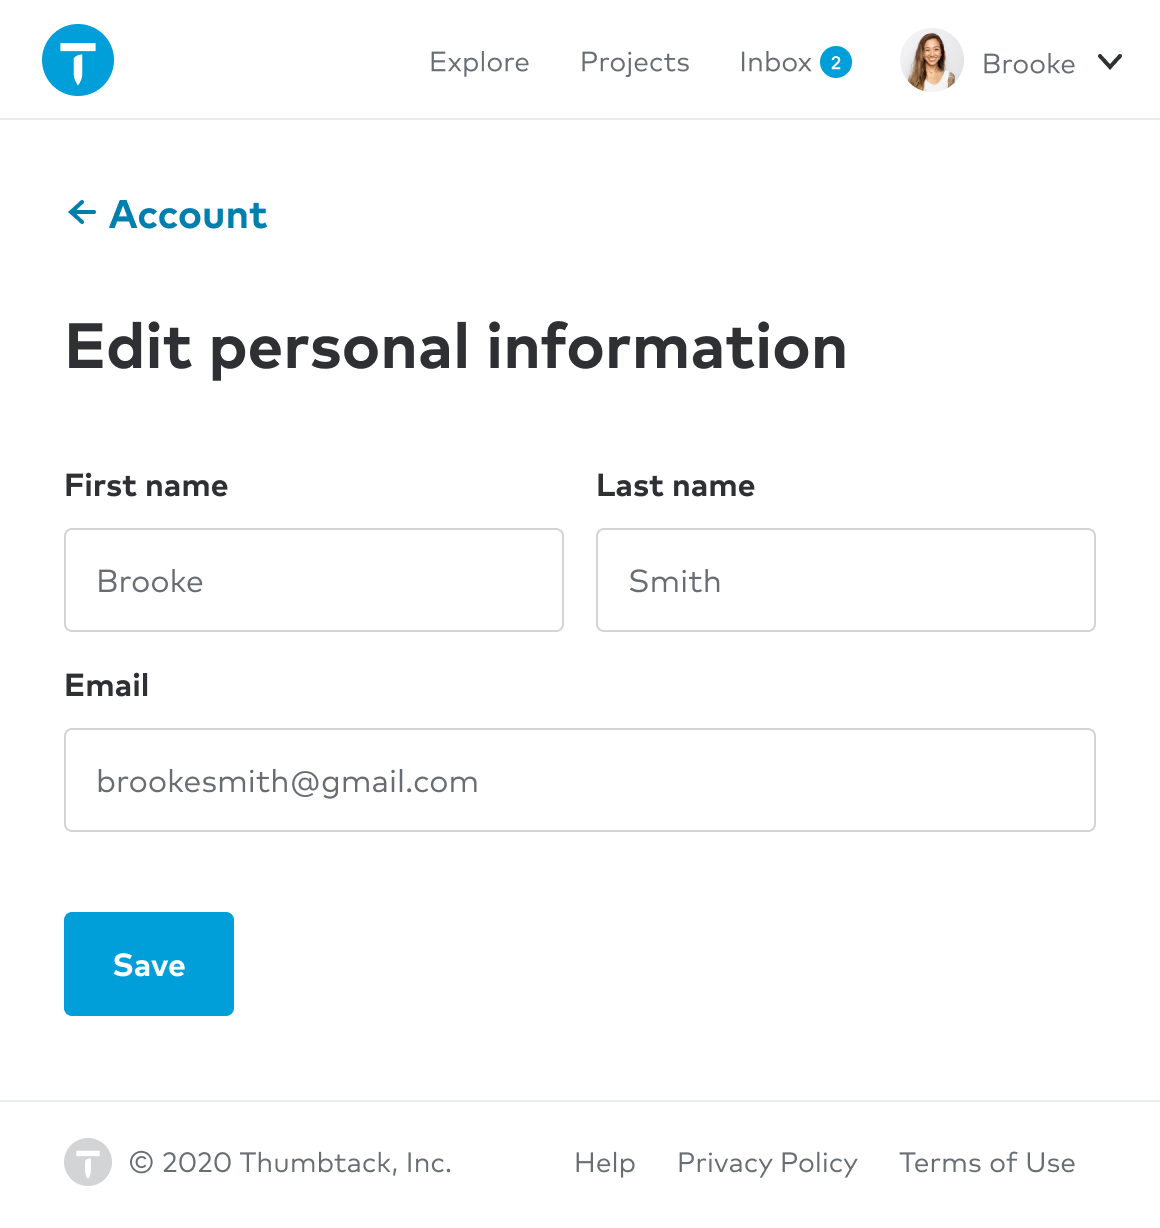 Explore Projects Inbox 2 Brooke
← Account
Edit personal information
First name Last name
Brooke Smith
Email
brookesmith@gmail.com
Save
© 2020 Thumbtack, Inc. Help Privacy Policy Terms of Use